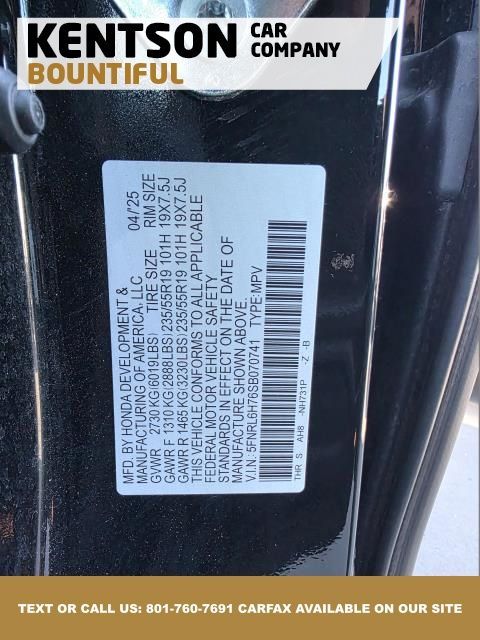 KENTSON CAR
COMPANY
BOUNTIFUL
MFD. BY HONDA DEVELOPMENT & 04/25
MANUFACTURING OF AMERICA, LLC
GVWR 2730 KG(6019LBS) TIRE SIZE RIM SIZE
GAWR F 1310 KG(2888LBS)235/55R19 101H 19X7.5J
GAWR R 1465 KG(3230LBS)235/55R19 101H 19X7.5J
THIS VEHICLE CONFORMS TO ALL APPLICABLE
FEDERAL MOTOR VEHICLE SAFETY
STANDARDS IN EFFECT ON THE DATE OF
MANUFACTURE SHOWN ABOVE.
V.I.N.:5FNRL6H76SB070741 TYPE:MPV
THR S AH8 -NH731P -Z -B
TEXT OR CALL US: 801-760-7691 CARFAX AVAILABLE ON OUR SITE